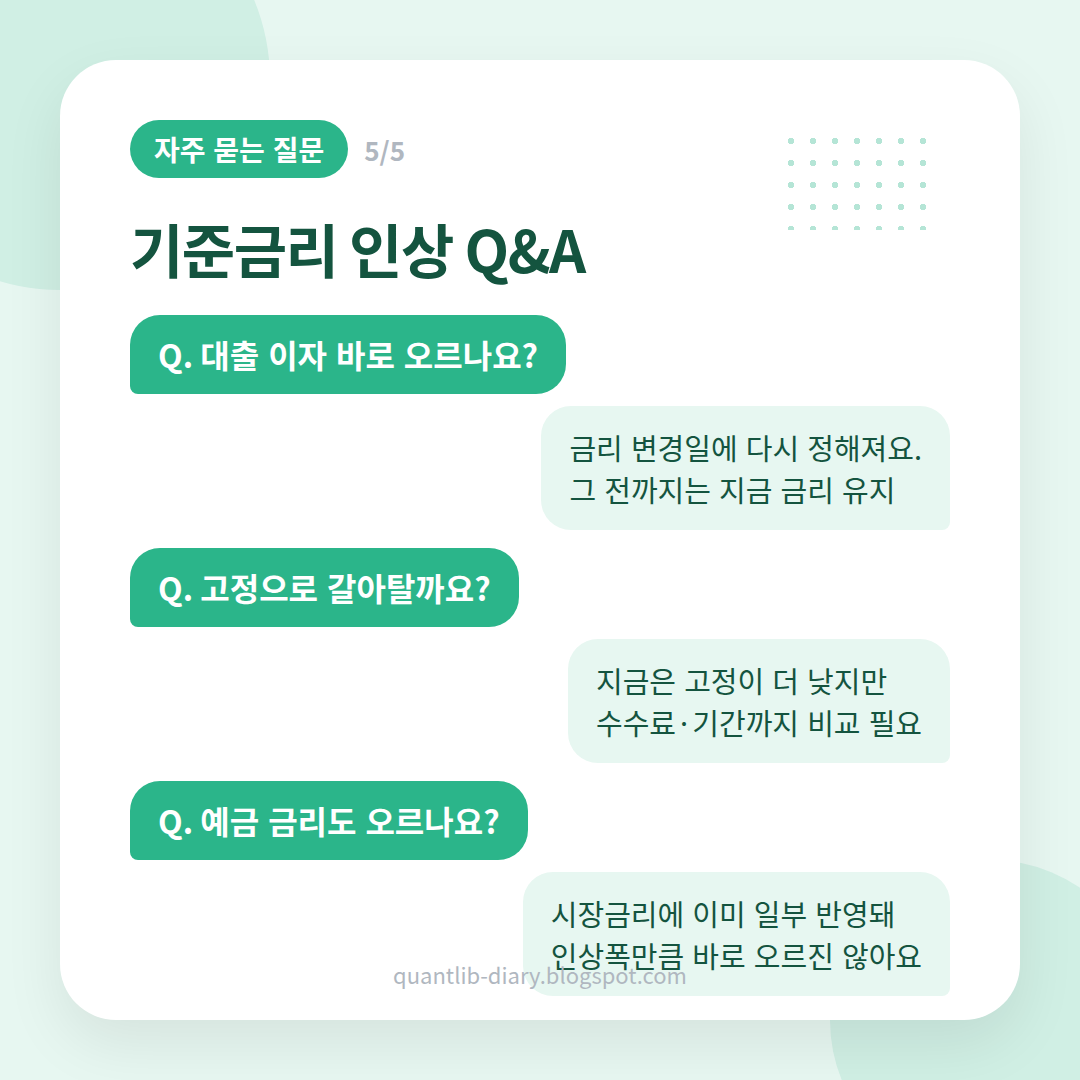 자주 묻는 질문 5/5
기준금리 인상 Q&A
Q. 대출 이자 바로 오르나요?
금리 변경일에 다시 정해져요.
그 전까지는 지금 금리 유지
Q. 고정으로 갈아탈까요?
지금은 고정이 더 낮지만
수수료·기간까지 비교 필요
Q. 예금 금리도 오르나요?
시장금리에 이미 일부 반영돼
인상폭만큼 바로 오르진 않아요
quantlib-diary.blogspot.com